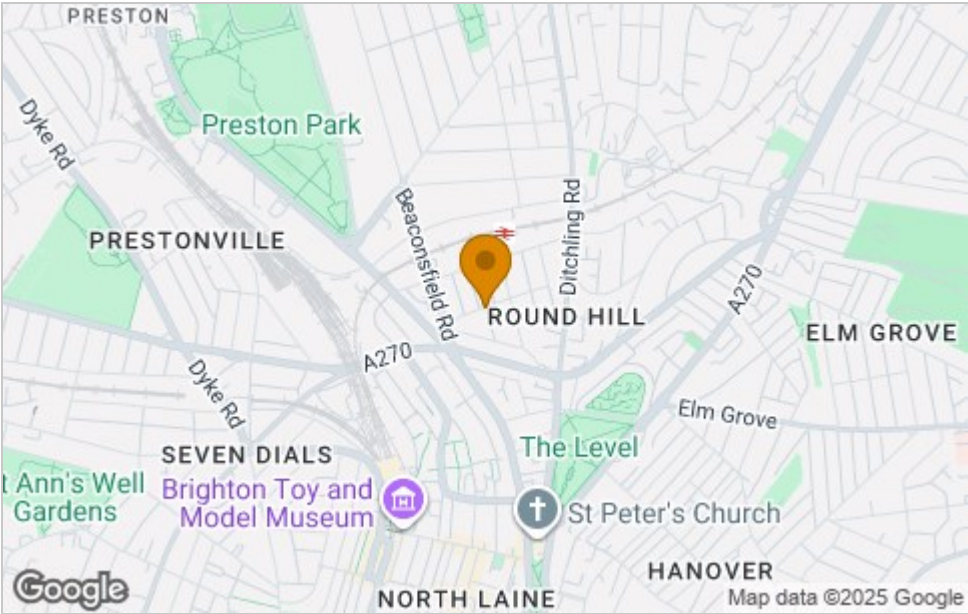 PRESTON
Dyke Rd
Preston Park
Beaconsfield Rd
Ditchling Rd
PRESTONVILLE
A270
ROUND HILL
ELM GROVE
A270
Dyke Rd
Elm Grove
SEVEN DIALS
The Level
t Ann's Well
Gardens
Brighton Toy and
Model Museum
St Peter's Church
HANOVER
Google
NORTH LAINE
Map data ©2025 Google